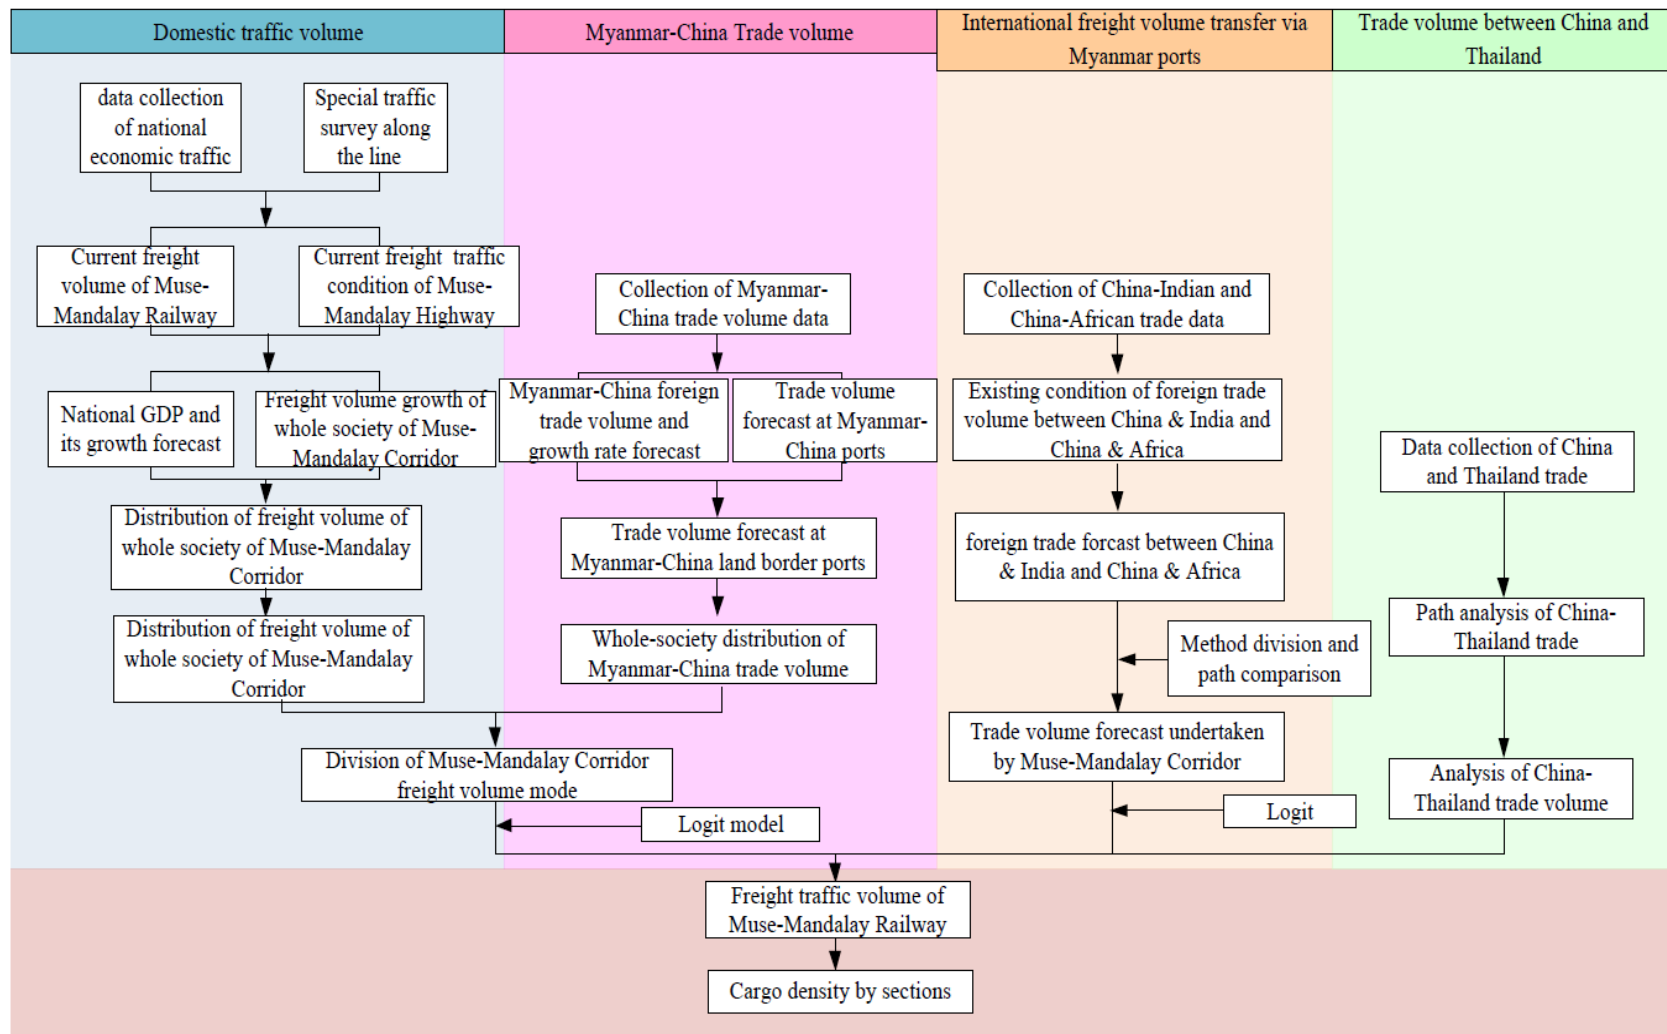 Domestic traffic volume
Myanmar-China Trade volume
International freight volume transfer via
Myanmar ports
Trade volume between China and
Thailand
data collection
of national
economic traffic
Special traffic
survey along
the line
Current freight
volume of Muse-
Mandalay Railway
Current freight traffic
condition of Muse-
Mandalay Highway
National GDP and
its growth forecast
Freight volume growth of
whole society of Muse-
Mandalay Corridor
Distribution of freight volume of
whole society of Muse-Mandalay
Corridor
Distribution of freight volume of
whole society of Muse-Mandalay
Corridor
Collection of Myanmar-
China trade volume data
Myanmar-China foreign
trade volume and
growth rate forecast
Trade volume
forecast at Myanmar-
China ports
Trade volume forecast at
Myanmar-China land border ports
Whole-society distribution of
Myanmar-China trade volume
Division of Muse-Mandalay Corridor
freight volume mode
Logit model
Collection of China-Indian and
China-African trade data
Existing condition of foreign trade
volume between China & India and
China & Africa
foreign trade forcast between China
& India and China & Africa
Method division and
path comparison
Trade volume forecast undertaken
by Muse-Mandalay Corridor
Logit
Data collection of China
and Thailand trade
Path analysis of China-
Thailand trade
Analysis of China-
Thailand trade volume
Freight traffic volume of
Muse-Mandalay Railway
Cargo density by sections